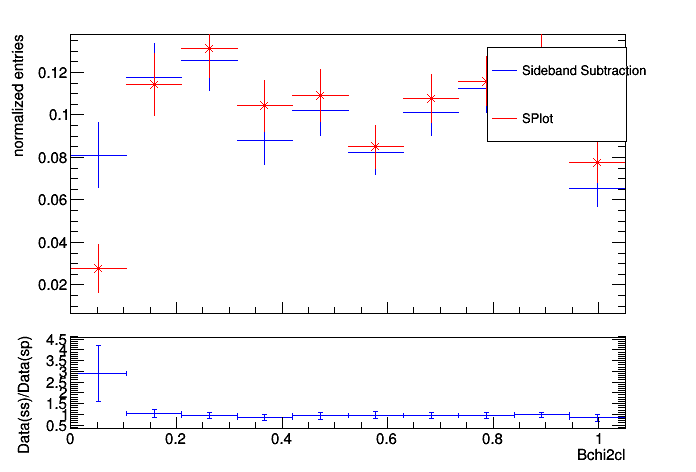 normalized entries
0.12
0.1
0.08
0.06
0.04
0.02
Sideband Subtraction
SPlot
Data(ss)/Data(sp)
4.5
4
3.5
3
2.5
2
1.5
1
0.5
0 0.2 0.4 0.6 0.8 1
Bchi2cl